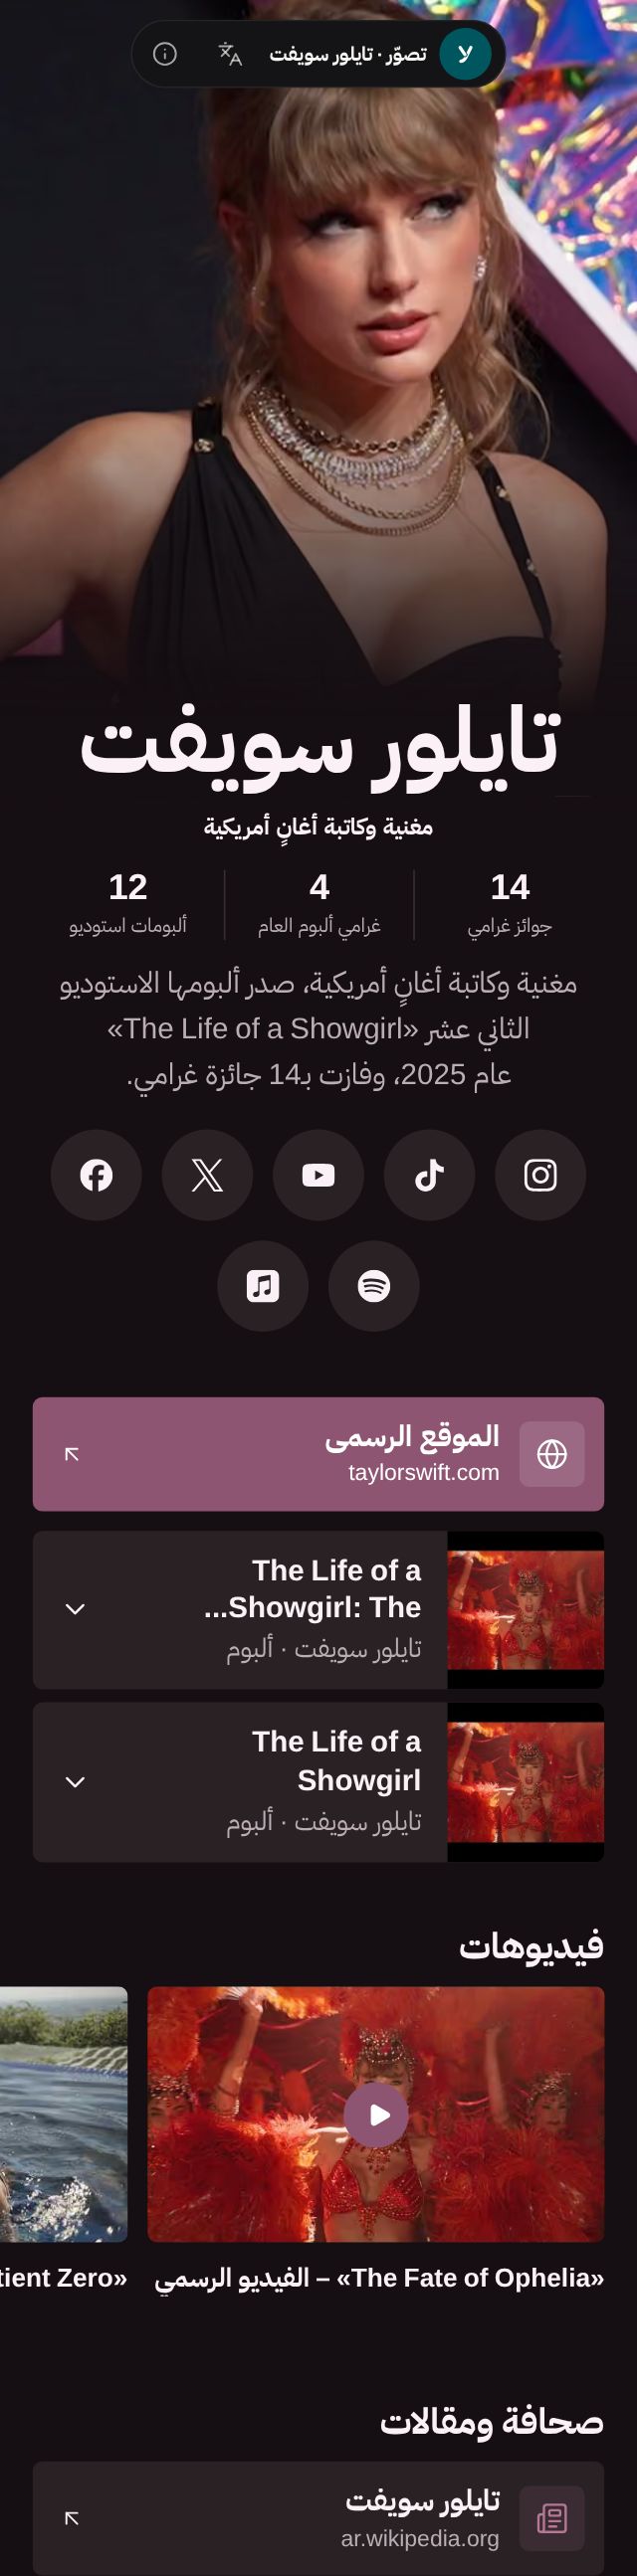 تصوّر · تايلور سويفت
تايلور سويفت
مغنية وكاتبة أغانٍ أمريكية
14
جوائز غرامي
4
غرامي ألبوم العام
12
ألبومات استوديو
مغنية وكاتبة أغانٍ أمريكية، صدر ألبومها الاستوديو
الثاني عشر «The Life of a Showgirl»
عام 2025، وفازت بـ14 جائزة غرامي.
الموقع الرسمي
taylorswift.com
The Life of a
Showgirl: The...
تايلور سويفت · ألبوم
The Life of a
Showgirl
تايلور سويفت · ألبوم
فيديوهات
«The Fate of Ophelia» – الفيديو الرسمي
tient Zero»
صحافة ومقالات
تايلور سويفت
ar.wikipedia.org